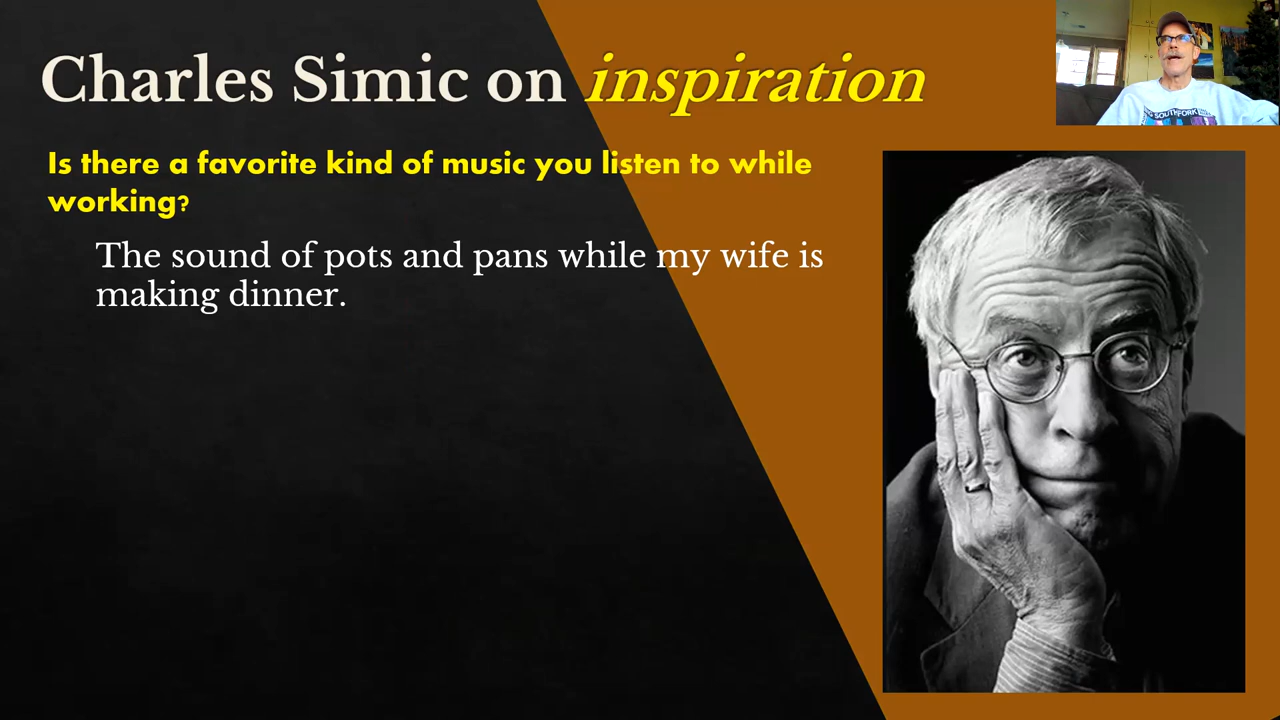 Charles Simic on inspiration
Is there a favorite kind of music you listen to while
working?
The sound of pots and pans while my wife is
making dinner.
SOUTHFORK